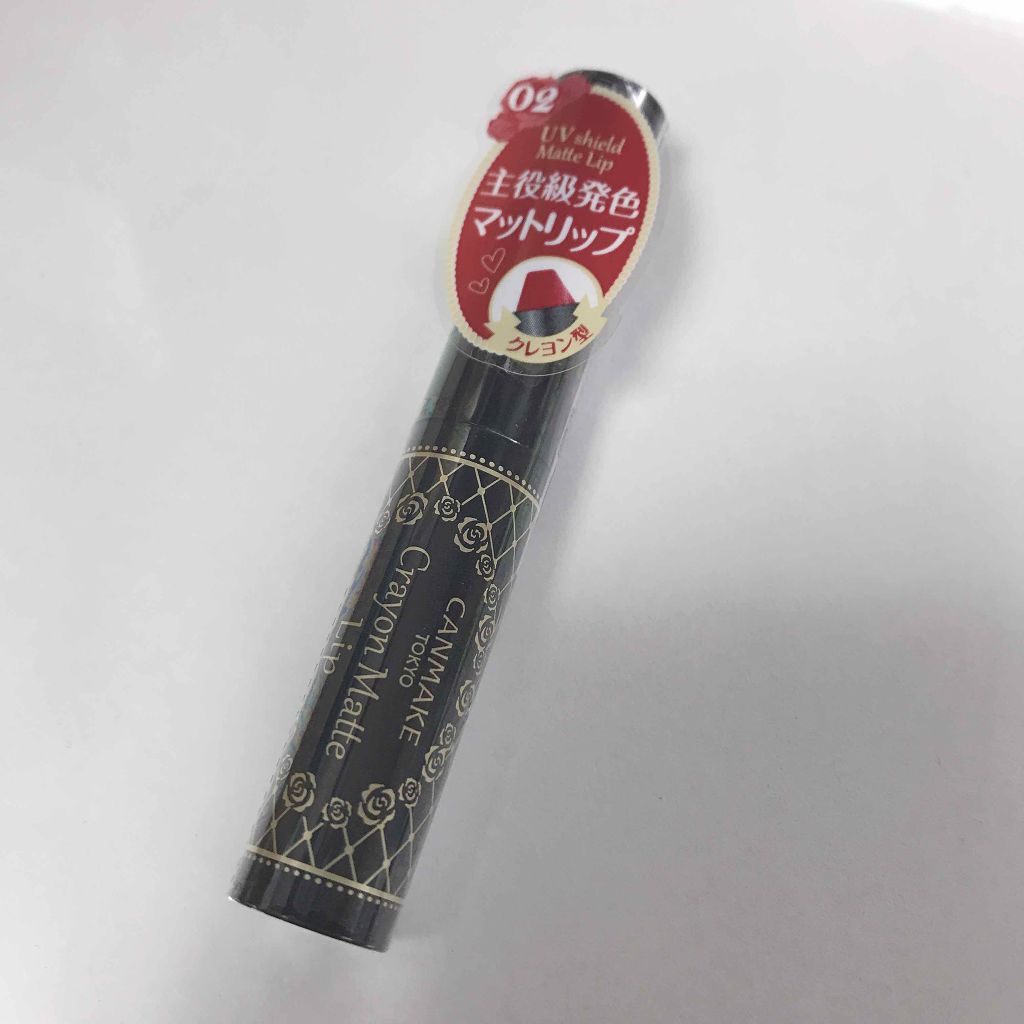 02
UV shield
Matte Lip
主役級発色
マットリップ
クレヨン型
CANMAKE
TOKYO
Crayon Matte
Lip